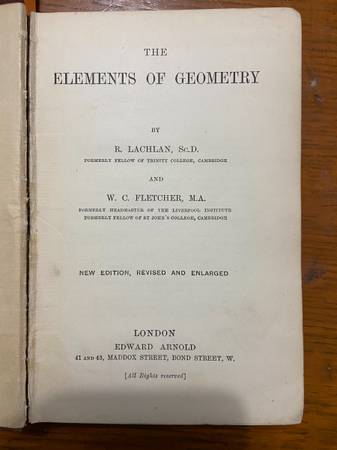 THE
ELEMENTS OF GEOMETRY
BY
R. LACHLAN, Sc.D.
FORMERLY FELLOW OF TRINITY COLLEGE, CAMBRIDGE
AND
W. C. FLETCHER, M.A.
FORMERLY HEADMASTER OF THE LIVERPOOL INSTITUTE
FORMERLY FELLOW OF ST JOHN'S COLLEGE, CAMBRIDGE
NEW EDITION, REVISED AND ENLARGED
LONDON
EDWARD ARNOLD
41 AND 43, MADDOX STREET, BOND STREET, W.
[All Rights reserved]